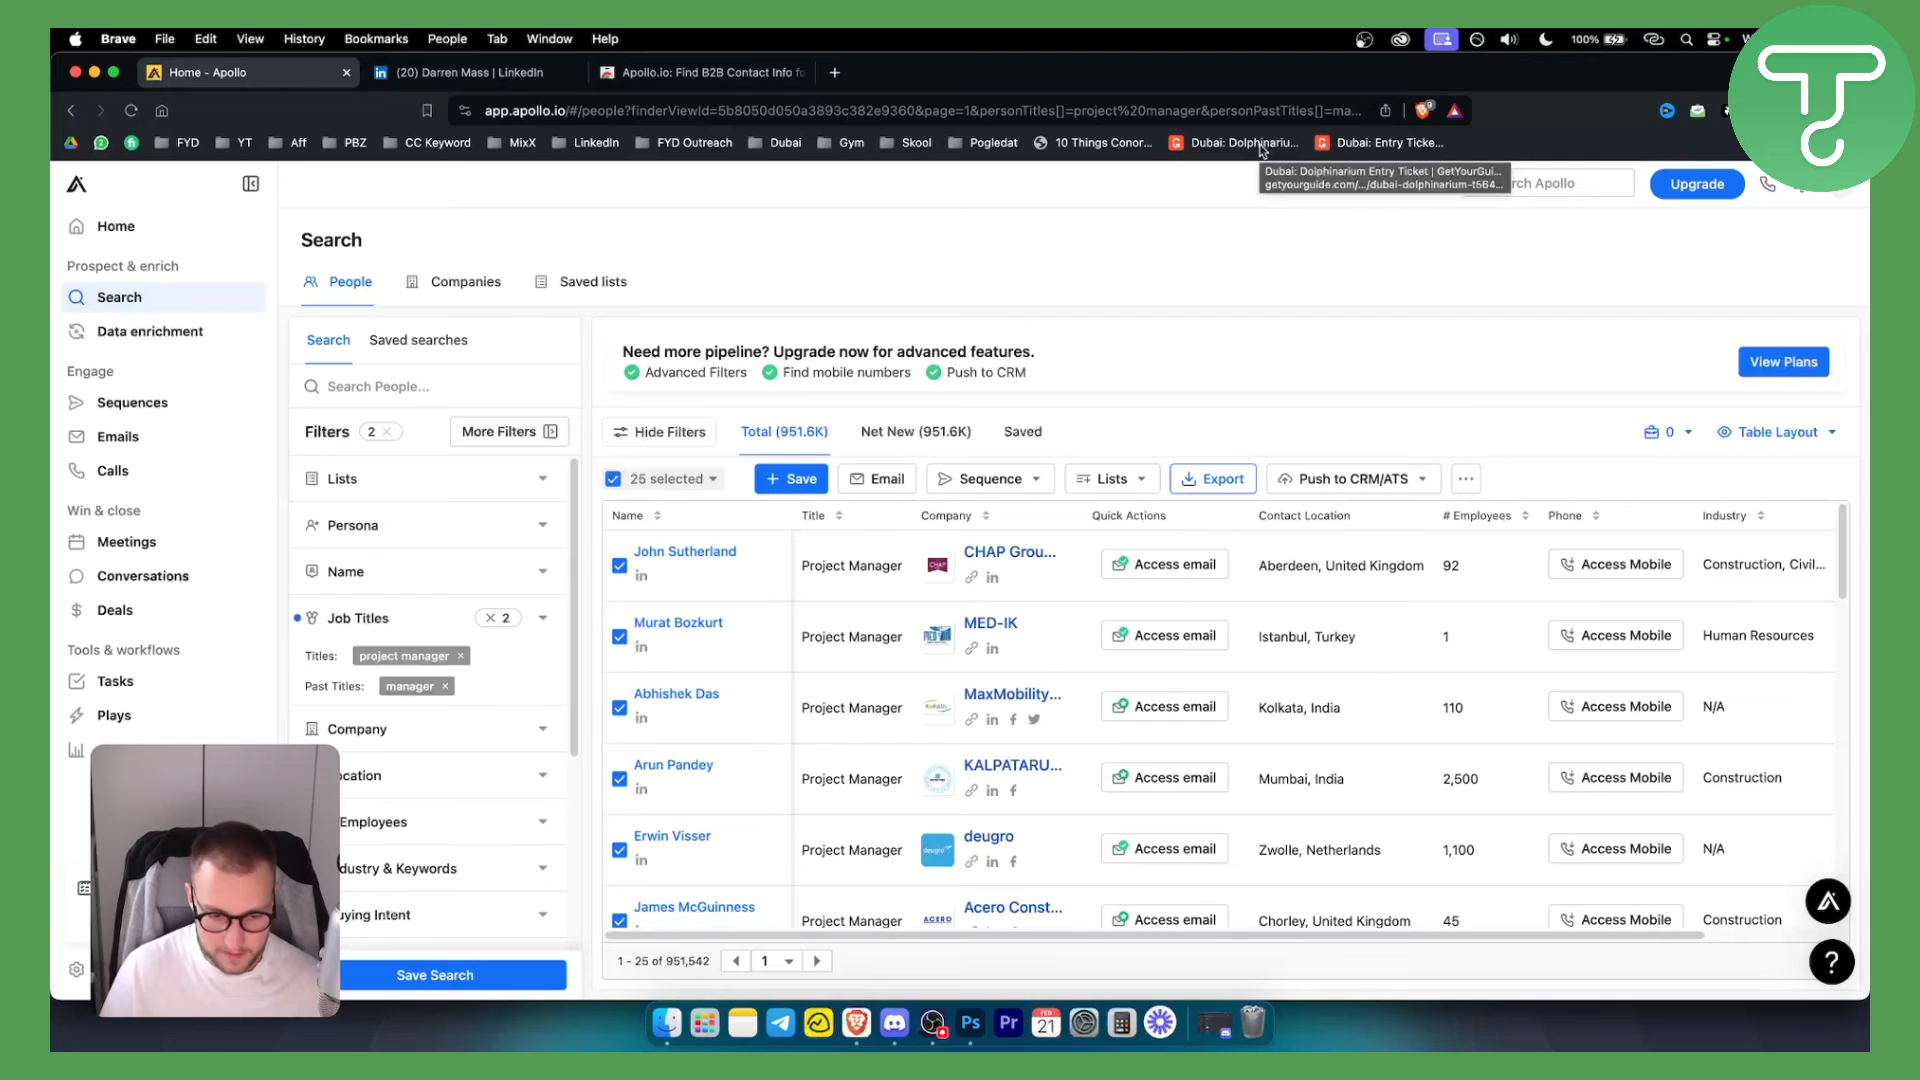 Brave File Edit View History Bookmarks People Tab Window Help
100%
Home - Apollo
(20) Darren Mass | LinkedIn
Apollo.io: Find B2B Contact Info fo
app.apollo.io/#/people?finderViewId=5b8050d050a3893c382e9360&page=1&personTitles[]=project%20manager&personPastTitles[]=ma...
FYD YT Aff PBZ CC Keyword MixX LinkedIn FYD Outreach Dubai Gym Skool Pogledat 10 Things Conor... Dubai: Dolphinariu... Dubai: Entry Ticke...
Dubai: Dolphinarium Entry Ticket | GetYourGui...
getyourguide.com/.../dubai-dolphinarium-t564...
rch Apollo
Upgrade
Home
Prospect & enrich
Search
Data enrichment
Engage
Sequences
Emails
Calls
Win & close
Meetings
Conversations
Deals
Tools & workflows
Tasks
Plays
Search
People Companies Saved lists
Search Saved searches
Search People...
Filters 2 More Filters
Lists
Persona
Name
Job Titles 2
Titles: project manager
Past Titles: manager
Company
ocation
Employees
dustry & Keywords
uying Intent
Save Search
Need more pipeline? Upgrade now for advanced features.
Advanced Filters Find mobile numbers Push to CRM
View Plans
Hide Filters Total (951.6K) Net New (951.6K) Saved 0 Table Layout
25 selected Save Email Sequence Lists Export Push to CRM/ATS ...
Name Title Company Quick Actions Contact Location # Employees Phone Industry
John Sutherland Project Manager CHAP Grou... Access email Aberdeen, United Kingdom 92 Access Mobile Construction, Civil...
Murat Bozkurt Project Manager MED-IK Access email Istanbul, Turkey 1 Access Mobile Human Resources
Abhishek Das Project Manager MaxMobility... Access email Kolkata, India 110 Access Mobile N/A
Arun Pandey Project Manager KALPATARU... Access email Mumbai, India 2,500 Access Mobile Construction
Erwin Visser Project Manager deugro Access email Zwolle, Netherlands 1,100 Access Mobile N/A
James McGuinness Project Manager ACERO Acero Const... Access email Chorley, United Kingdom 45 Access Mobile Construction
1 - 25 of 951,542 1
Ps Pr FEB 21